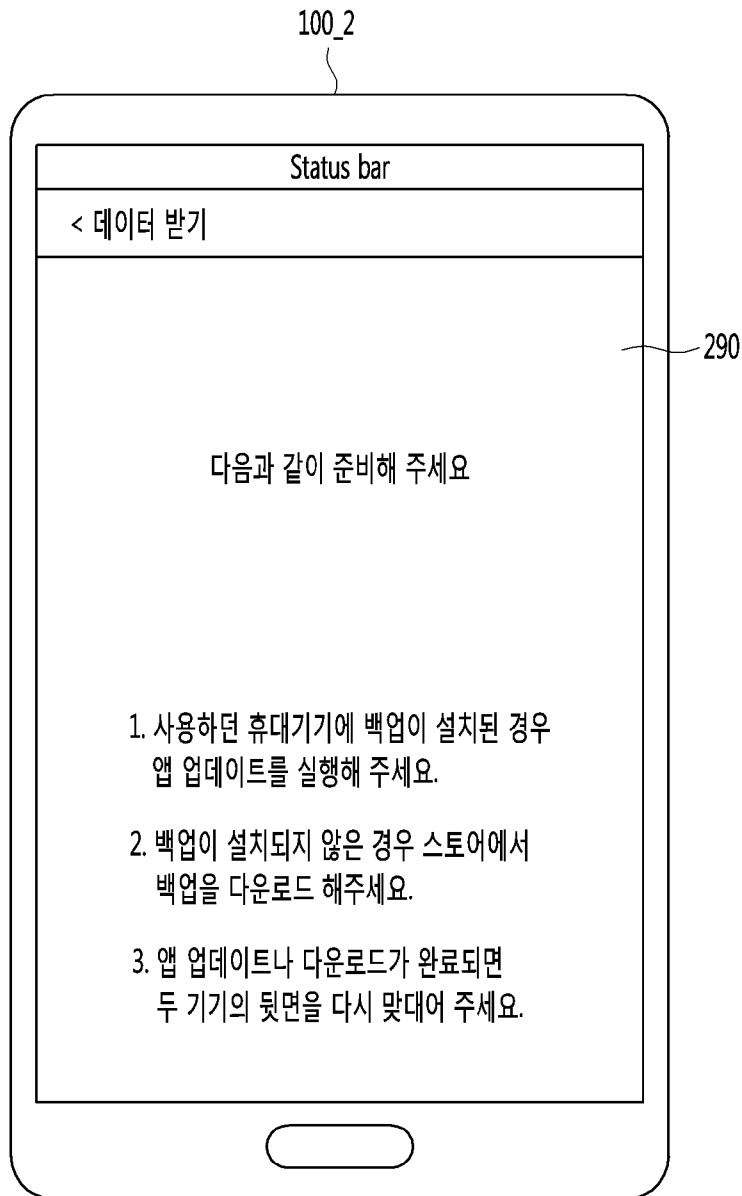 100_2
Status bar
< 데이터 받기
290
다음과 같이 준비해 주세요
1. 사용하던 휴대기기에 백업이 설치된 경우
앱 업데이트를 실행해 주세요.
2. 백업이 설치되지 않은 경우 스토어에서
백업을 다운로드 해주세요.
3. 앱 업데이트나 다운로드가 완료되면
두 기기의 뒷면을 다시 맞대어 주세요.